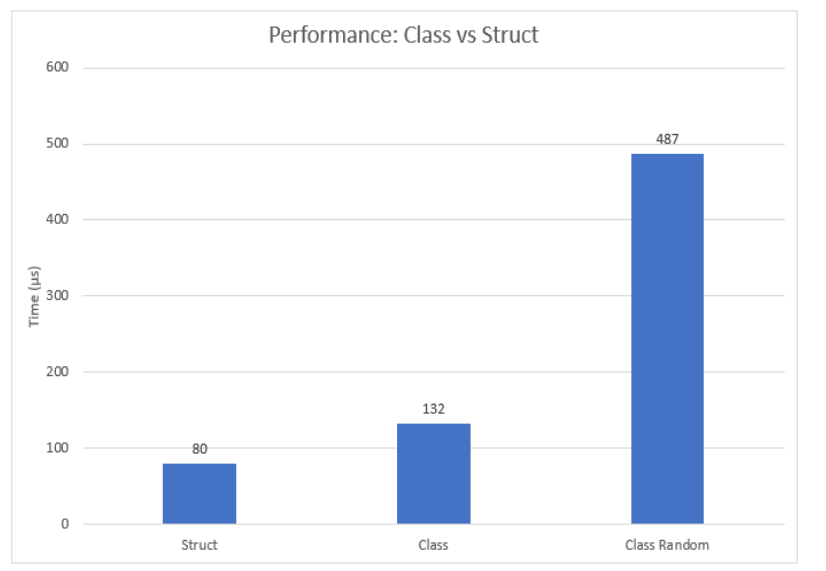 Performance: Class vs Struct
600
500
400
300
200
100
0
Time (µs)
80
132
487
Struct
Class
Class Random